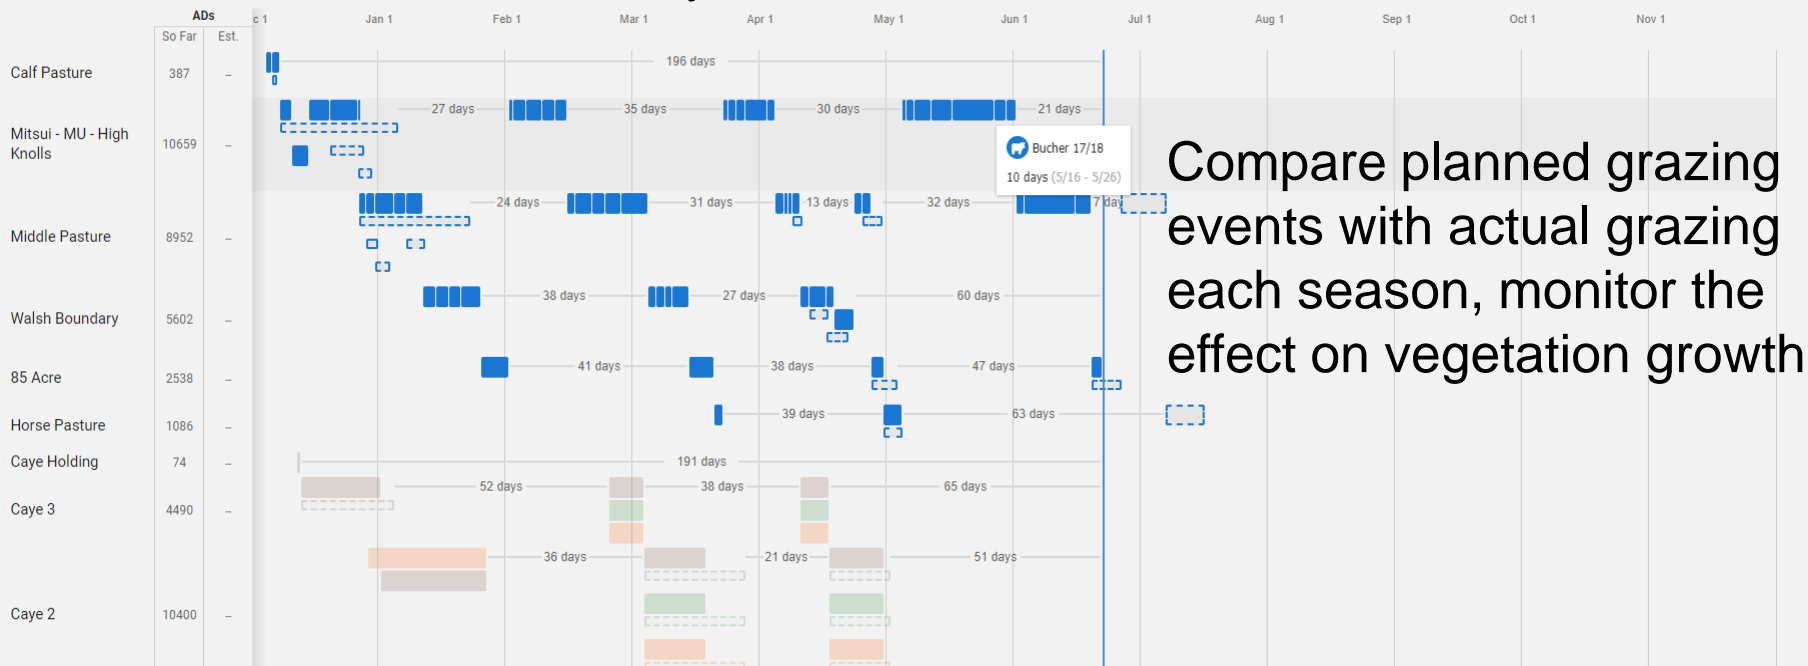 ADs
c 1 Jan 1 Feb 1 Mar 1 Apr 1 May 1 Jun 1 Jul 1 Aug 1 Sep 1 Oct 1 Nov 1
So Far Est.
Calf Pasture 387 -- 196 days
27 days 35 days 30 days 21 days
Mitsui - MU - High
Knolls
10659 --
Bucher 17/18
10 days (5/16 - 5/26)
24 days 31 days 13 days 32 days 7 day
Middle Pasture 8952 --
38 days 27 days 60 days
Walsh Boundary 5602 --
41 days 38 days 47 days
85 Acre 2538 --
39 days 63 days
Horse Pasture 1086 --
Caye Holding 74 -- 191 days
52 days 38 days 65 days
Caye 3 4490 --
36 days 21 days 51 days
Caye 2 10400 --
Compare planned grazing
events with actual grazing
each season, monitor the
effect on vegetation growth